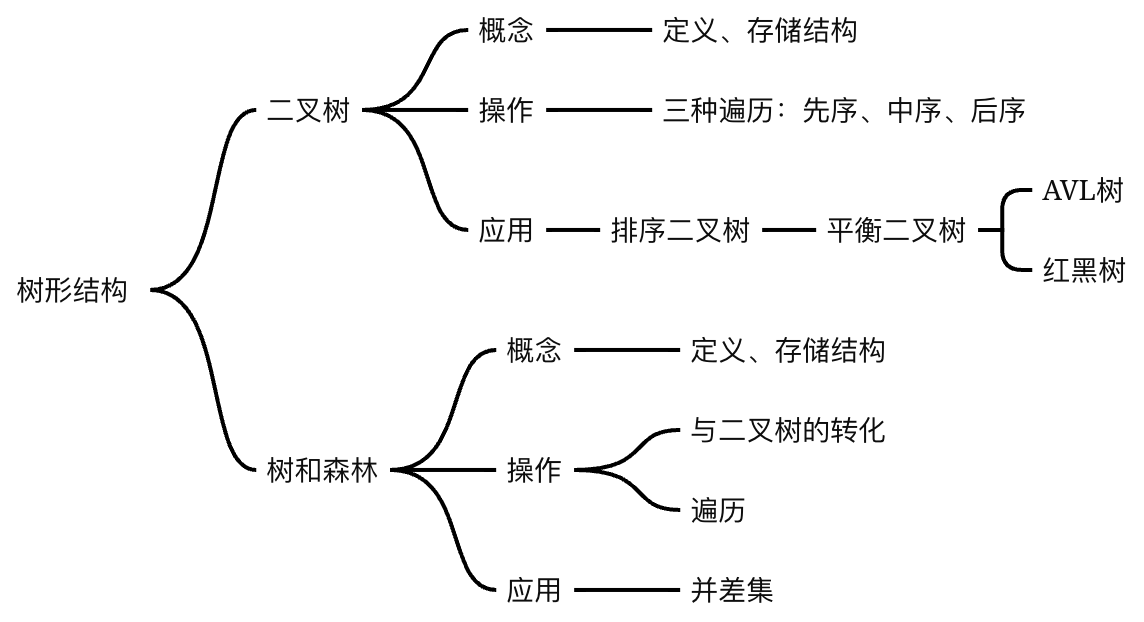 树形结构
二叉树
概念
定义、存储结构
操作
三种遍历：先序、中序、后序
应用
排序二叉树
平衡二叉树
AVL树
红黑树
树和森林
概念
定义、存储结构
操作
与二叉树的转化
遍历
应用
并差集